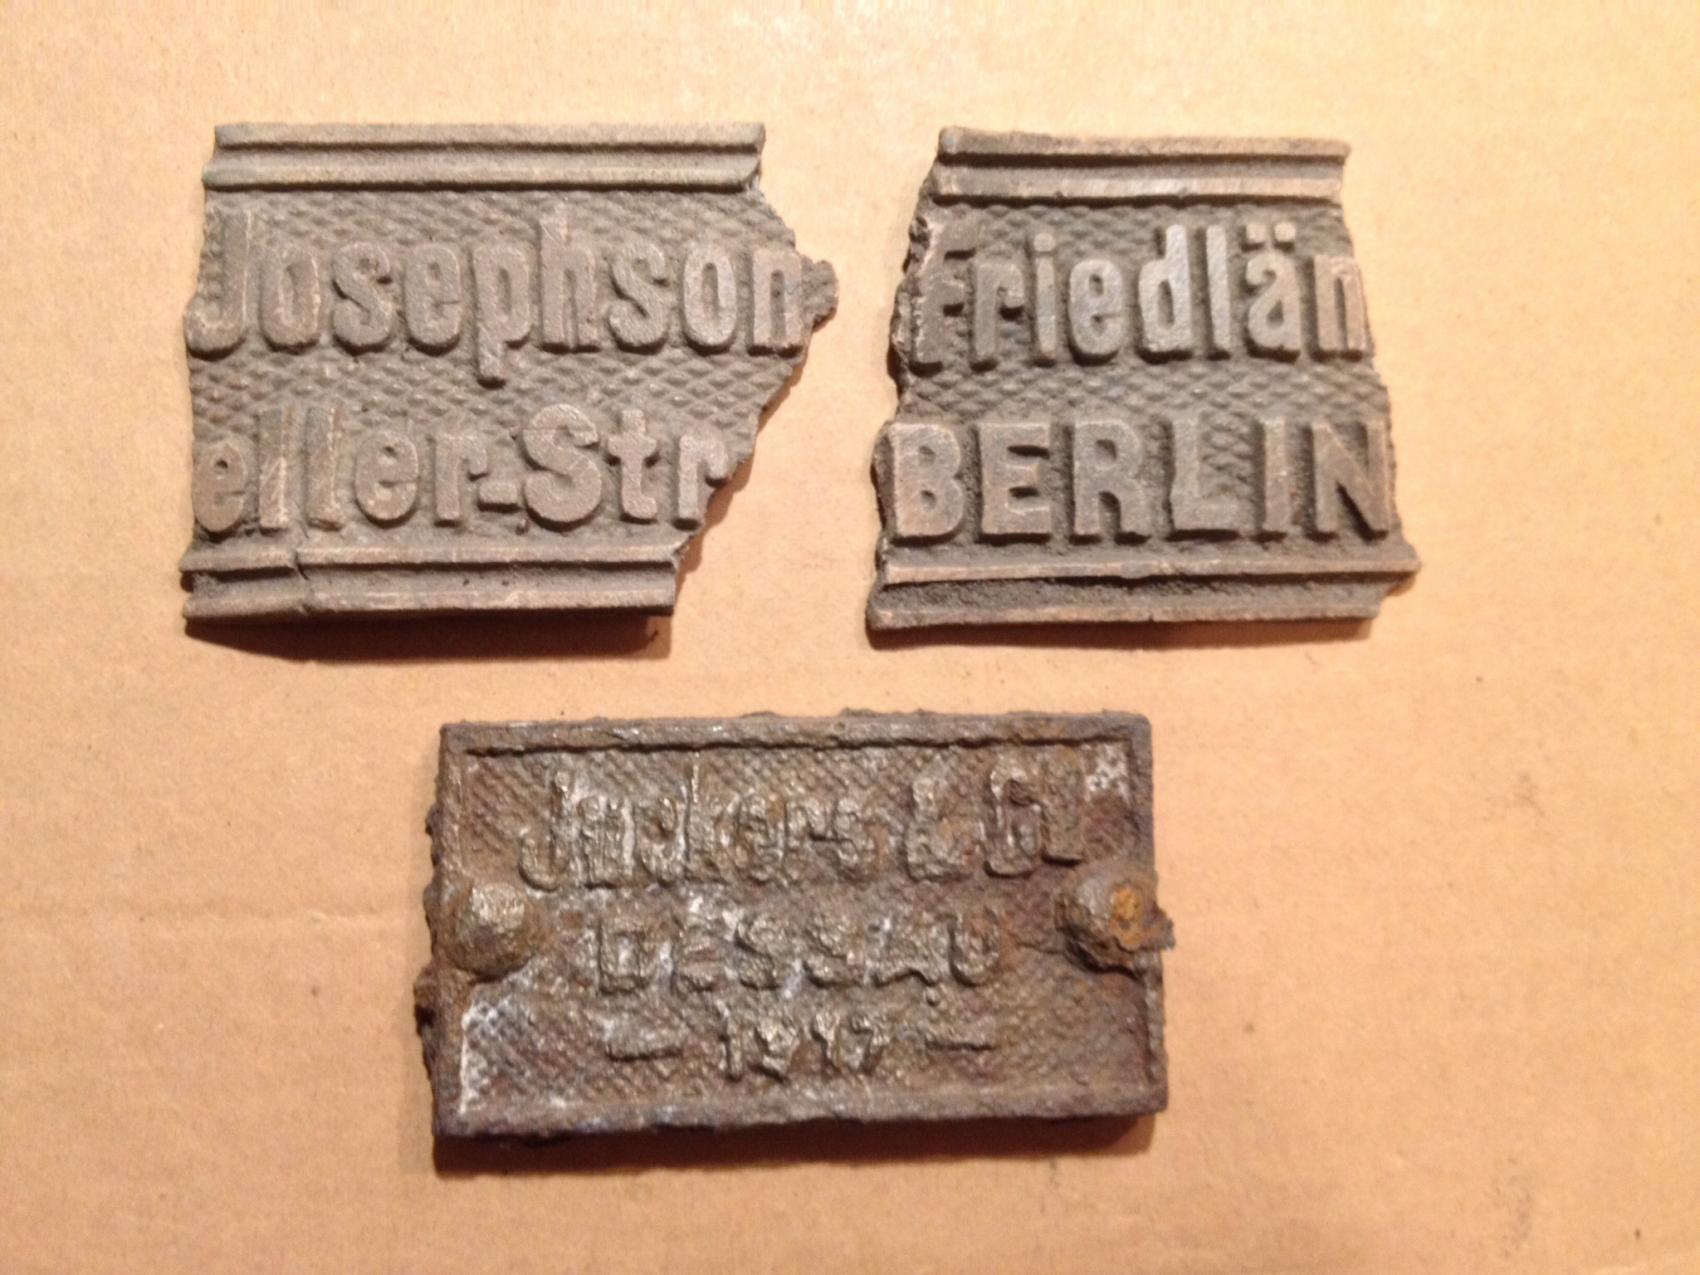 Josephson
eller-Str
Friedlän
BERLIN
Junkers & Co
DESSAU
— 1917 —